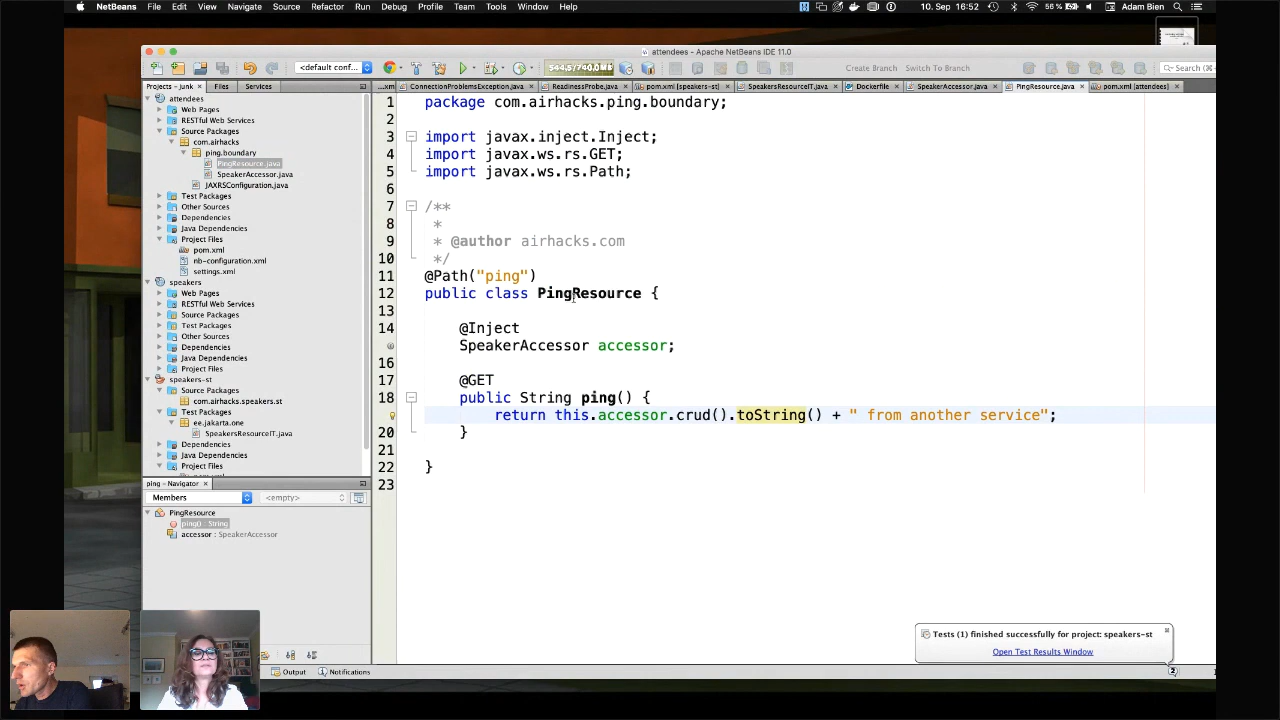 NetBeans File Edit View Navigate Source Refactor Run Debug Profile Team Tools Window Help 56 % 10. Sep 16:52 Adam Bien
attendees - Apache NetBeans IDE 11.0
<default conf... 544.5/740.0MB Create Branch Switch To Branch Search (⌘
Projects - junk Files Services
...xml ConnectionProblemsException.java ReadinessProbe.java pom.xml [speakers-st] SpeakersResourceIT.java Dockerfile SpeakerAccessor.java PingResource.java pom.xml [attendees]
attendees
Web Pages
RESTful Web Services
Source Packages
com.airhacks
ping.boundary
PingResource.java
SpeakerAccessor.java
JAXRSConfiguration.java
Test Packages
Other Sources
Dependencies
Java Dependencies
Project Files
pom.xml
nb-configuration.xml
settings.xml
speakers
Web Pages
RESTful Web Services
Source Packages
Test Packages
Other Sources
Dependencies
Java Dependencies
Project Files
speakers-st
Source Packages
com.airhacks.speakers.st
Test Packages
ee.jakarta.one
SpeakersResourceIT.java
Dependencies
Java Dependencies
Project Files
ping - Navigator
Members <empty>
PingResource
ping() : String
accessor : SpeakerAccessor
1 package com.airhacks.ping.boundary;
2
3 import javax.inject.Inject;
4 import javax.ws.rs.GET;
5 import javax.ws.rs.Path;
6
7 /**
8 *
9 * @author airhacks.com
10 */
11 @Path("ping")
12 public class PingResource {
13
14 @Inject
SpeakerAccessor accessor;
16
17 @GET
18 public String ping() {
return this.accessor.crud().toString() + " from another service";
20 }
21
22 }
23
Tests (1) finished successfully for project: speakers-st
Open Test Results Window
Output Notifications
2